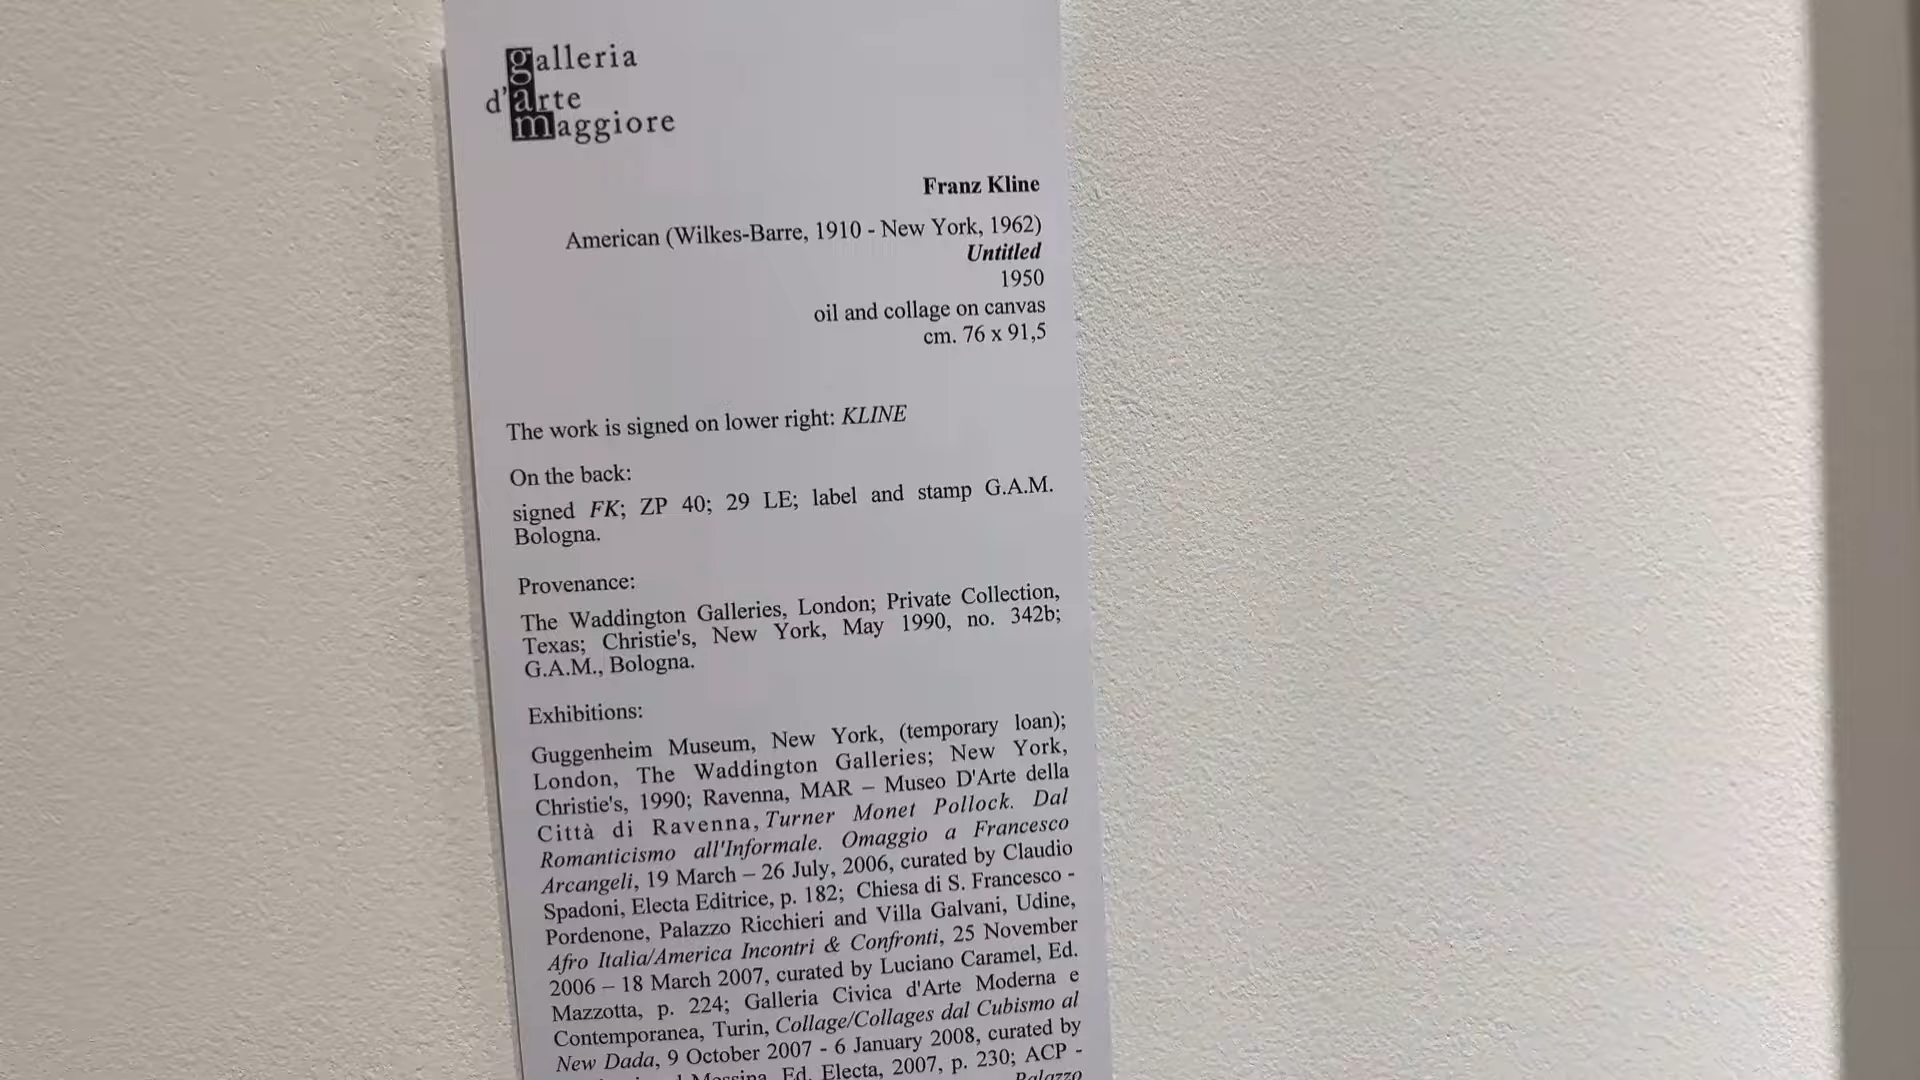 galleria
d'arte
maggiore
Franz Kline
American (Wilkes-Barre, 1910 - New York, 1962)
Untitled
1950
oil and collage on canvas
cm. 76 x 91,5
The work is signed on lower right: KLINE
On the back:
signed FK; ZP 40; 29 LE; label and stamp G.A.M.
Bologna.
Provenance:
The Waddington Galleries, London; Private Collection,
Texas; Christie's, New York, May 1990, no. 342b;
G.A.M., Bologna.
Exhibitions:
Guggenheim Museum, New York, (temporary loan);
London, The Waddington Galleries; New York,
Christie's, 1990; Ravenna, MAR – Museo D'Arte della
Città di Ravenna, Turner Monet Pollock. Dal
Romanticismo all'Informale. Omaggio a Francesco
Arcangeli, 19 March – 26 July, 2006, curated by Claudio
Spadoni, Electa Editrice, p. 182; Chiesa di S. Francesco -
Pordenone, Palazzo Ricchieri and Villa Galvani, Udine,
Afro Italia/America Incontri & Confronti, 25 November
2006 – 18 March 2007, curated by Luciano Caramel, Ed.
Mazzotta, p. 224; Galleria Civica d'Arte Moderna e
Contemporanea, Turin, Collage/Collages dal Cubismo al
New Dada, 9 October 2007 - 6 January 2008, curated by
Messina, Ed. Electa, 2007, p. 230; ACP -
Palazzo